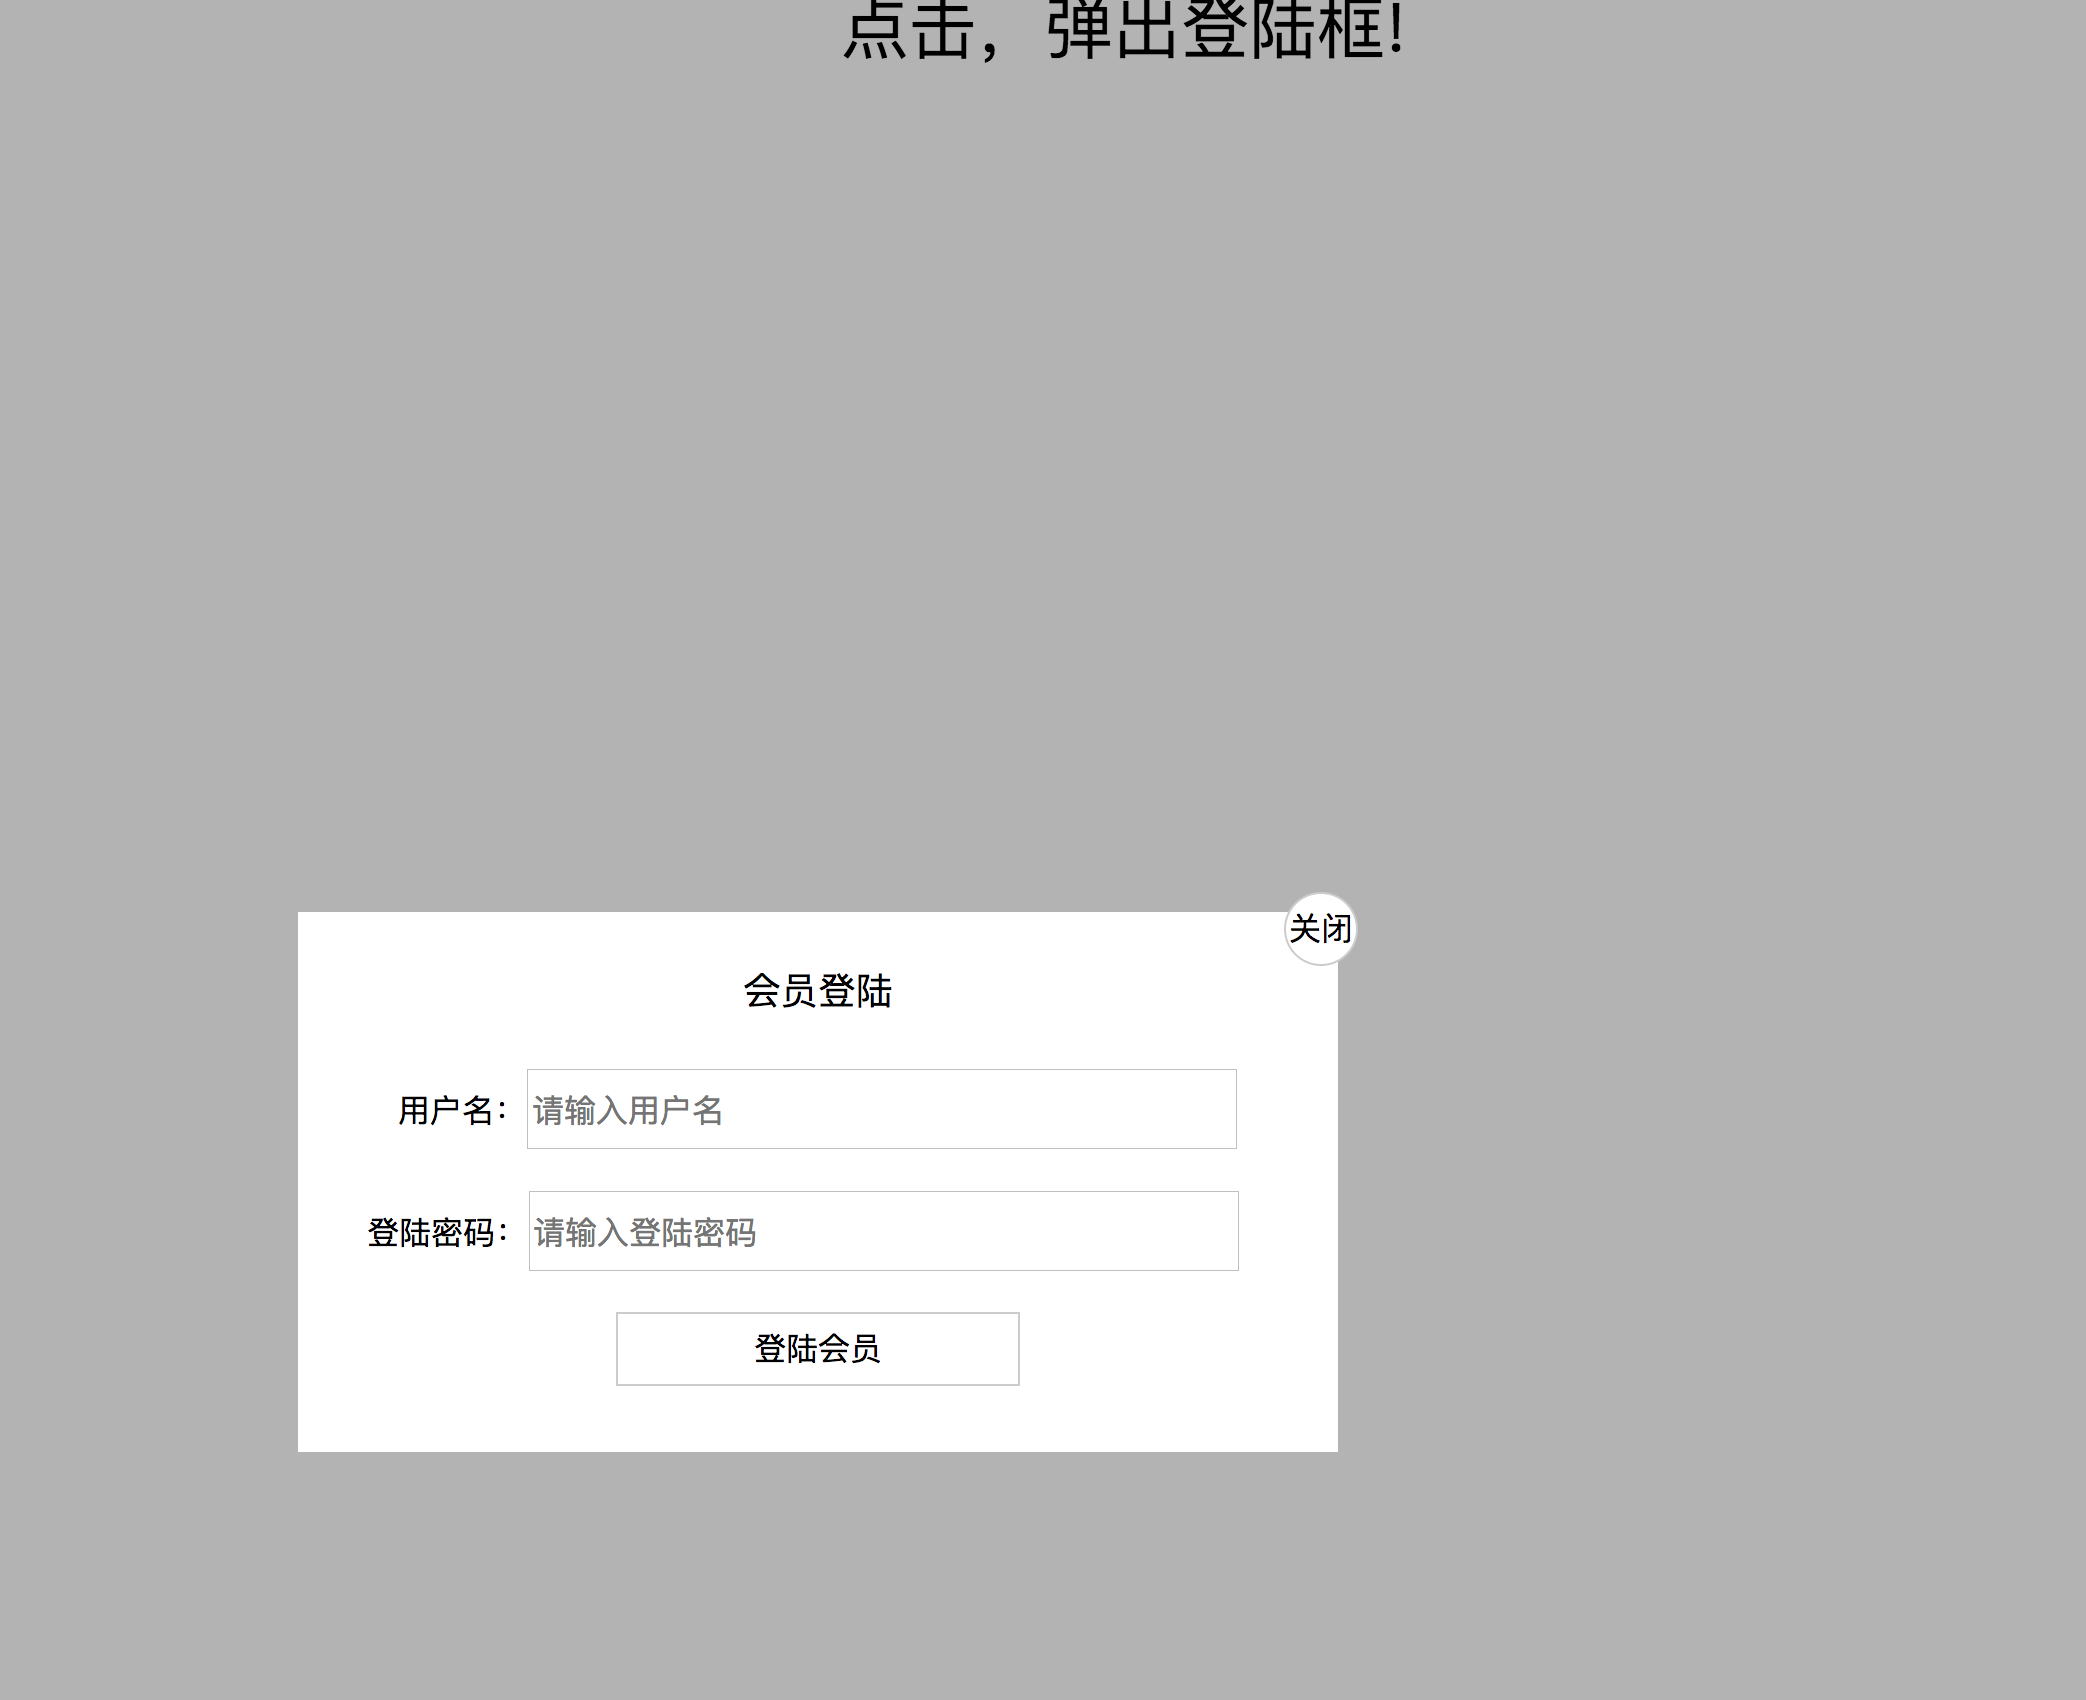 点击，弹出登陆框!
关闭
会员登陆
用户名： 请输入用户名
登陆密码： 请输入登陆密码
登陆会员